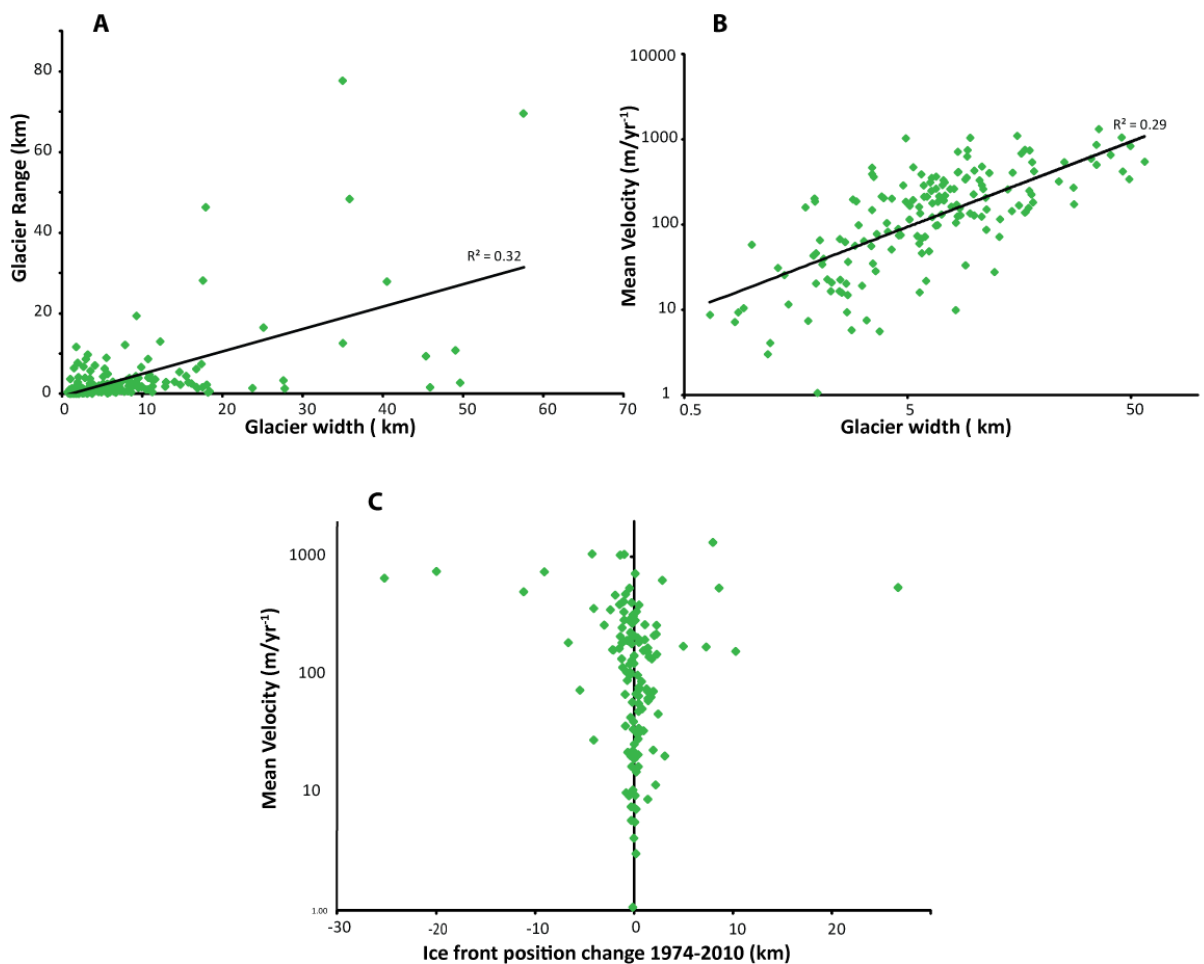 A
Glacier Range (km)
80
60
40
20
0
R² = 0.32
0 10 20 30 40 50 60 70
Glacier width ( km)
B
Mean Velocity (m/yr⁻¹)
10000
1000
100
10
1
R² = 0.29
0.5 5 50
Glacier width ( km)
C
Mean Velocity (m/yr⁻¹)
1000
100
10
1.00
-30 -20 -10 0 10 20
Ice front position change 1974-2010 (km)